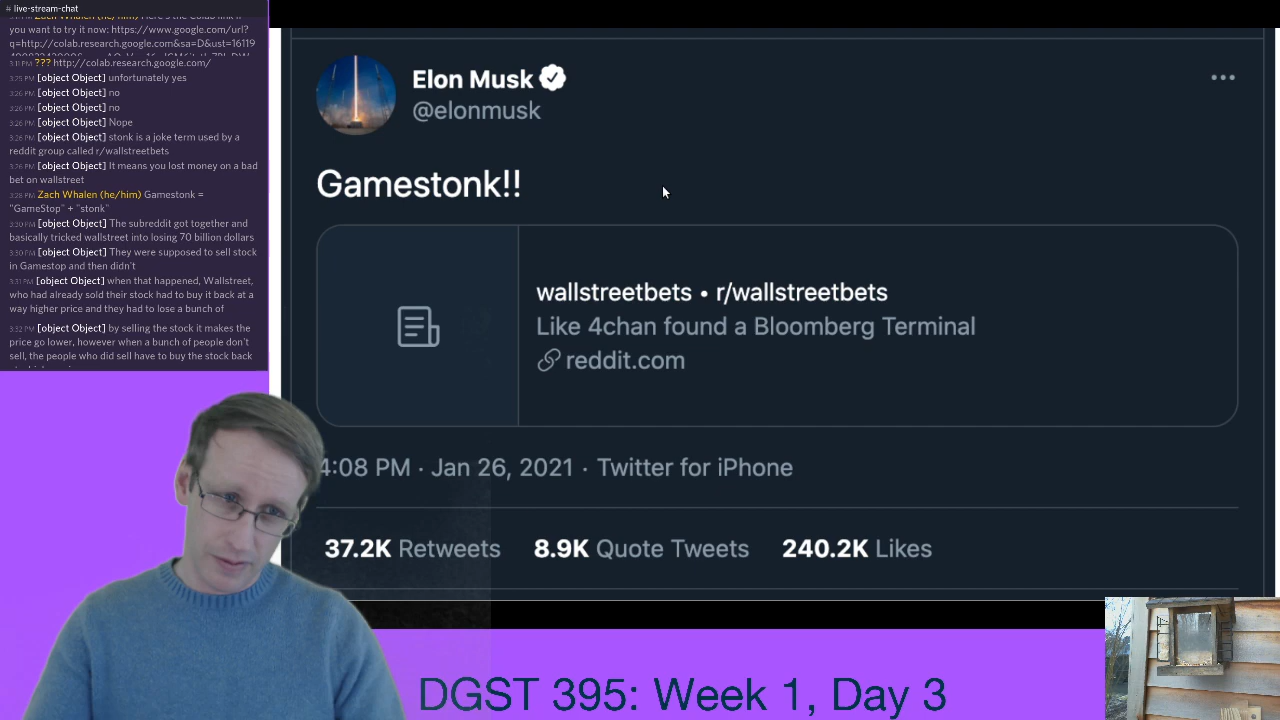 # live-stream-chat
you want to try it now: https://www.google.com/url?
q=http://colab.research.google.com&sa=D&ust=16119
3:11 PM ??? http://colab.research.google.com/
3:25 PM [object Object] unfortunately yes
3:26 PM [object Object] no
3:26 PM [object Object] no
3:26 PM [object Object] Nope
3:26 PM [object Object] stonk is a joke term used by a
reddit group called r/wallstreetbets
3:26 PM [object Object] It means you lost money on a bad
bet on wallstreet
3:28 PM Zach Whalen (he/him) Gamestonk =
"GameStop" + "stonk"
3:30 PM [object Object] The subreddit got together and
basically tricked wallstreet into losing 70 billion dollars
3:30 PM [object Object] They were supposed to sell stock
in Gamestop and then didn't
3:31 PM [object Object] when that happened, Wallstreet,
who had already sold their stock had to buy it back at a
way higher price and they had to lose a bunch of
3:32 PM [object Object] by selling the stock it makes the
price go lower, however when a bunch of people don't
sell, the people who did sell have to buy the stock back
Elon Musk
@elonmusk
Gamestonk!!
wallstreetbets • r/wallstreetbets
Like 4chan found a Bloomberg Terminal
reddit.com
4:08 PM · Jan 26, 2021 · Twitter for iPhone
37.2K Retweets 8.9K Quote Tweets 240.2K Likes
DGST 395: Week 1, Day 3